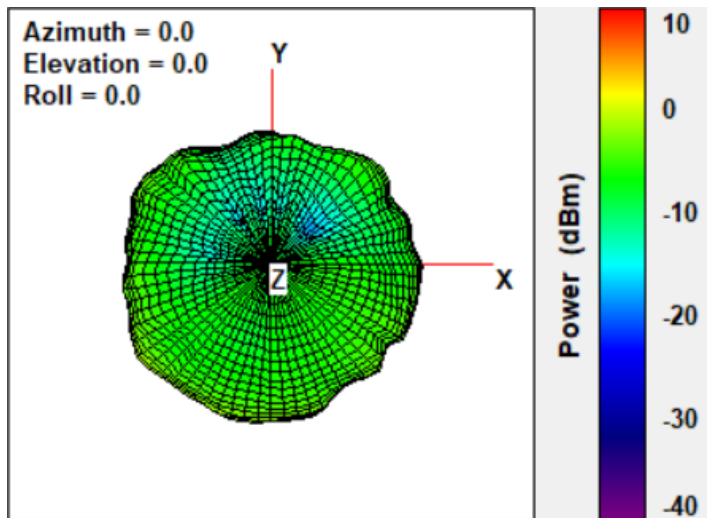 Azimuth = 0.0
Elevation = 0.0
Roll = 0.0
Y
X
Z
Power (dBm)
10
0
-10
-20
-30
-40